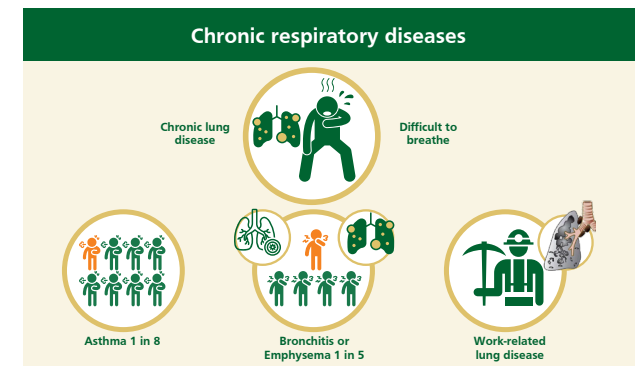 Chronic respiratory diseases
Chronic lung
disease
Difficult to
breathe
Asthma 1 in 8
Bronchitis or
Emphysema 1 in 5
Work-related
lung disease